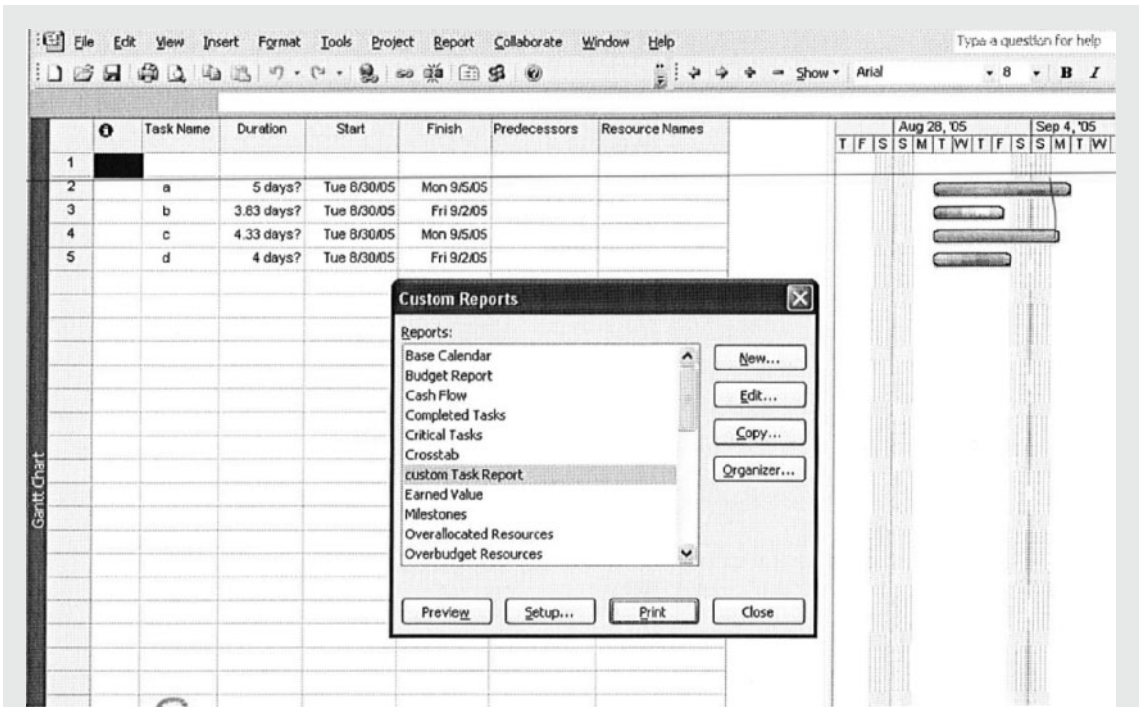 File Edit View Insert Format Tools Project Report Collaborate Window Help Type a question for help
Show Arial 8 B I
Task Name Duration Start Finish Predecessors Resource Names Aug 28, '05 Sep 4, '05
T F S S M T W T F S S M T W
1
2 a 5 days? Tue 8/30/05 Mon 9/5/05
3 b 3.83 days? Tue 8/30/05 Fri 9/2/05
4 c 4.33 days? Tue 8/30/05 Mon 9/5/05
5 d 4 days? Tue 8/30/05 Fri 9/2/05
Custom Reports
Reports:
Base Calendar
Budget Report
Cash Flow
Completed Tasks
Critical Tasks
Crosstab
custom Task Report
Earned Value
Milestones
Overallocated Resources
Overbudget Resources
New...
Edit...
Copy...
Organizer...
Preview Setup... Print Close
Gantt Chart